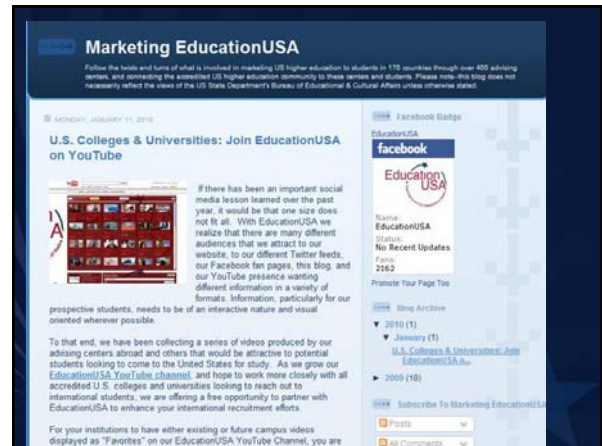 Marketing EducationUSA
Follow the twists and turns of what is involved in marketing US higher education to students in 170 countries through over 400 advising
centers, and connecting the accredited US higher education community to these centers and students. Please note–this blog does not
necessarily reflect the views of the US State Department's Bureau of Educational & Cultural Affairs unless otherwise stated.
MONDAY, JANUARY 11, 2010
U.S. Colleges & Universities: Join EducationUSA
on YouTube
If there has been an important social
media lesson learned over the past
year, it would be that one size does
not fit all. With EducationUSA we
realize that there are many different
audiences that we attract to our
website, to our different Twitter feeds,
our Facebook fan pages, this blog, and
our YouTube presence wanting
different information in a variety of
formats. Information, particularly for our
prospective students, needs to be of an interactive nature and visual
oriented wherever possible.
To that end, we have been collecting a series of videos produced by our
advising centers abroad and others that would be attractive to potential
students looking to come to the United States for study. As we grow our
EducationUSA YouTube channel, and hope to work more closely with all
accredited U.S. colleges and universities looking to reach out to
international students, we are offering a free opportunity to partner with
EducationUSA to enhance your international recruitment efforts.
For your institutions to have either existing or future campus videos
displayed as "Favorites" on our EducationUSA YouTube Channel, you are
Facebook Badge
EducationUSA
facebook
Education
USA
Name:
EducationUSA
Status:
No Recent Updates
Fans:
2162
Promote Your Page Too
Blog Archive
▼ 2010 (1)
▼ January (1)
U.S. Colleges & Universities: Join
EducationUSA o...
► 2009 (18)
Subscribe To Marketing EducationUSA
Posts
All Comments